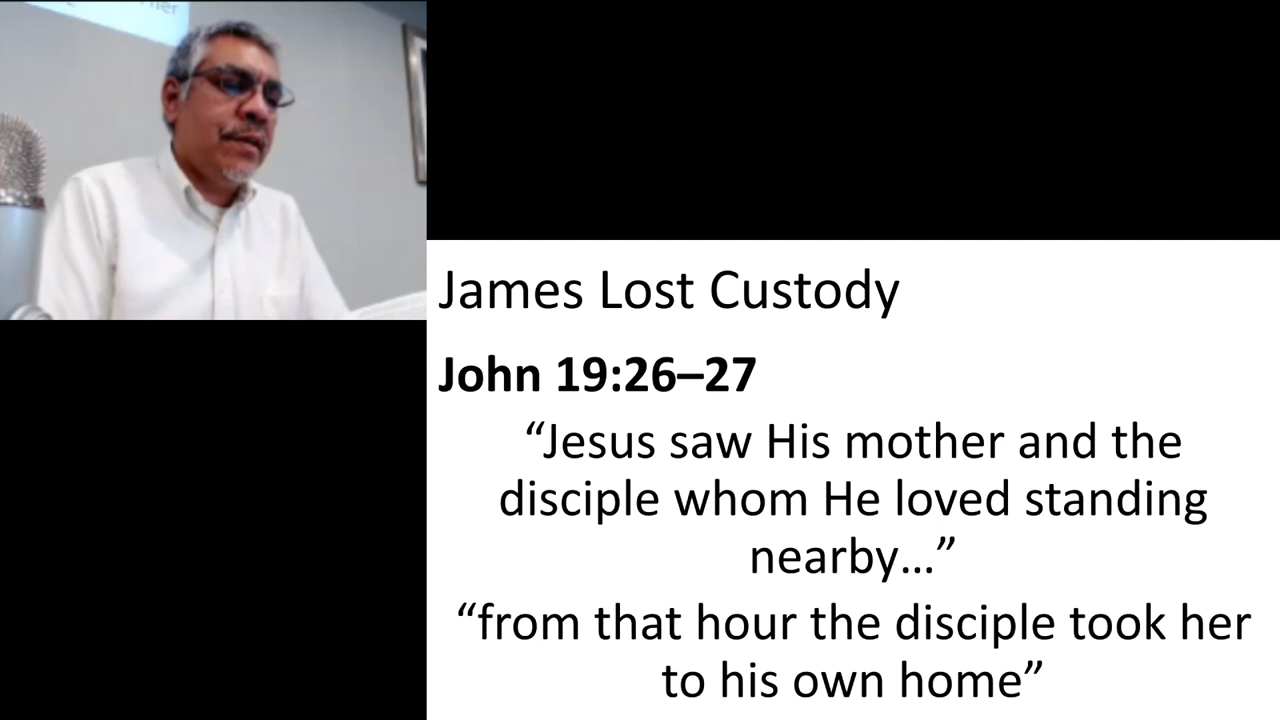 James Lost Custody
John 19:26–27
“Jesus saw His mother and the
disciple whom He loved standing
nearby…”
“from that hour the disciple took her
to his own home”